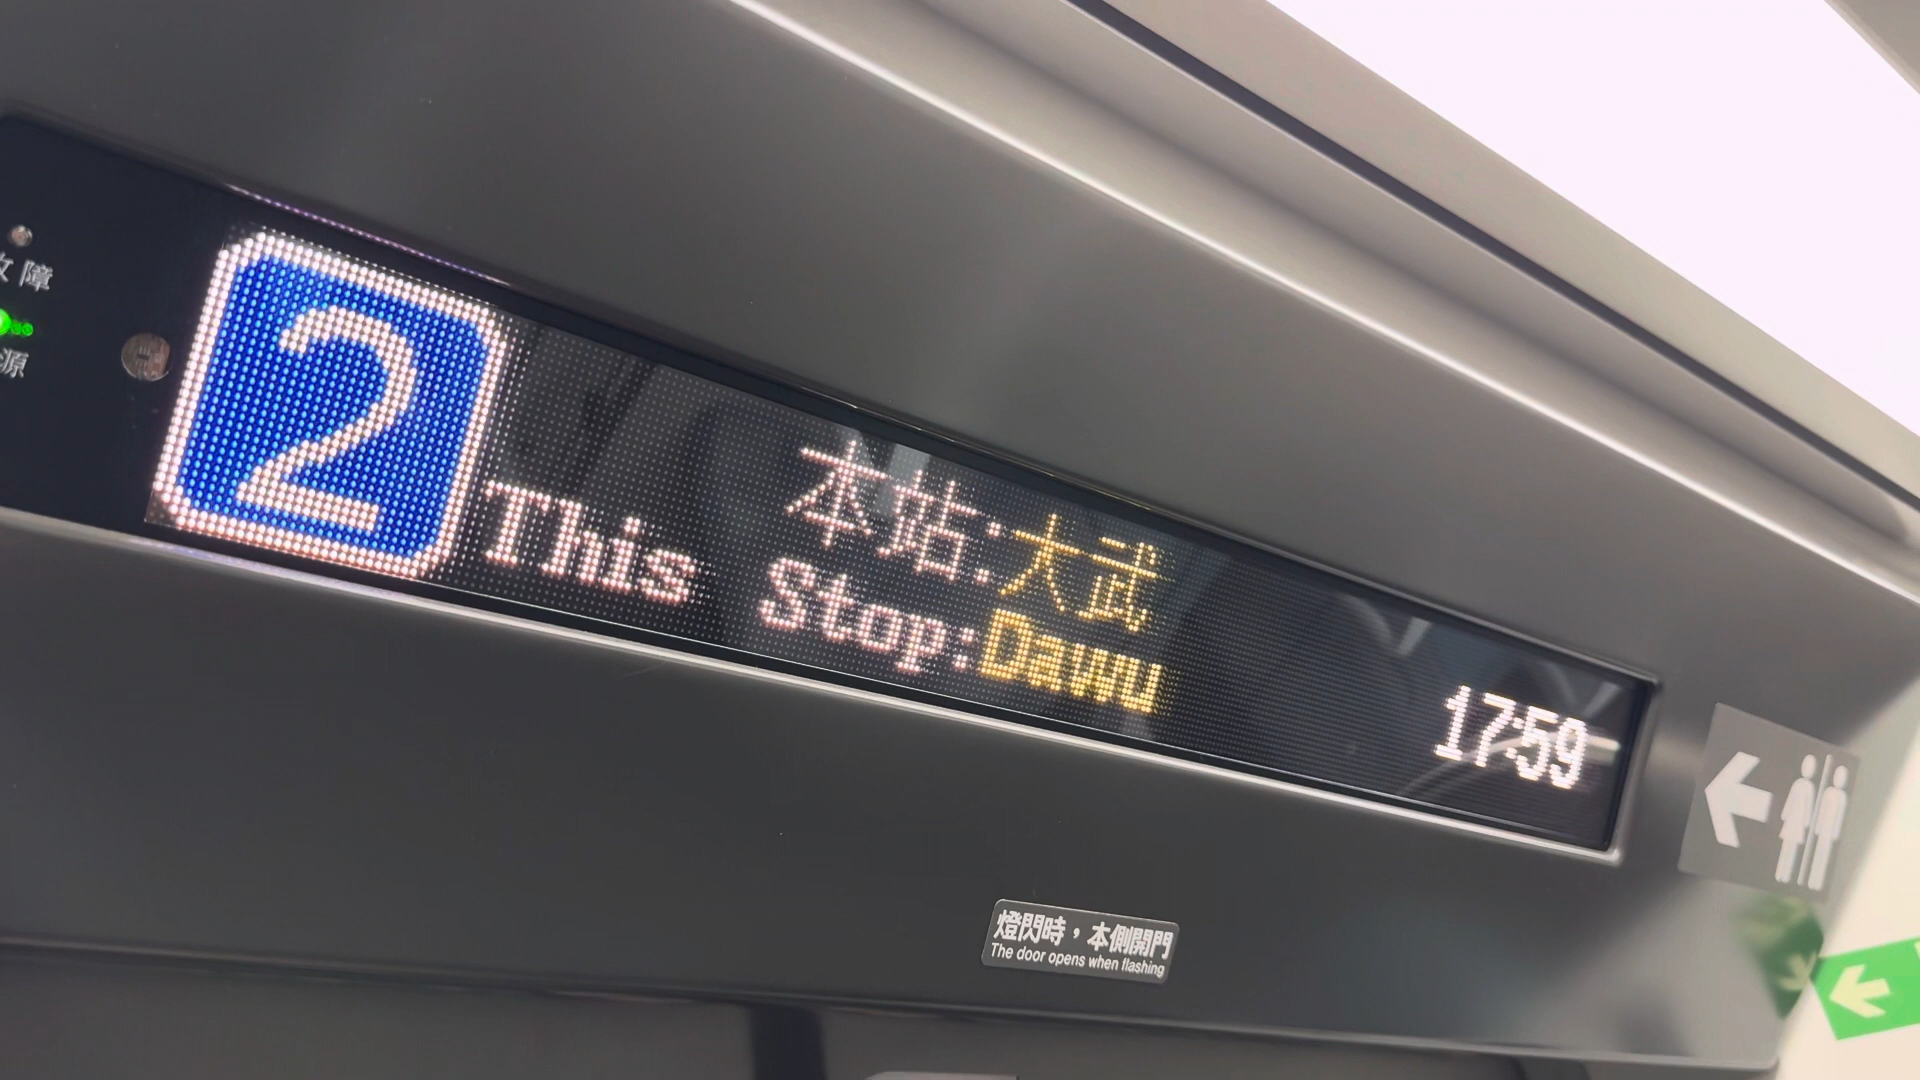 障
源
2
本站:大武
This Stop:Dawu
17:59
燈閃時，本側開門
The door opens when flashing